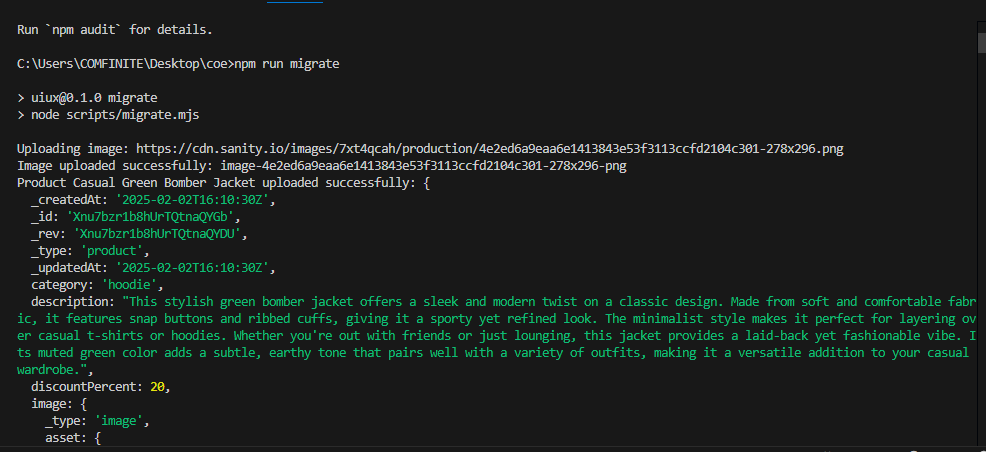 Run `npm audit` for details.
C:\Users\COMFINITE\Desktop\coe>npm run migrate
> uiux@0.1.0 migrate
> node scripts/migrate.mjs
Uploading image: https://cdn.sanity.io/images/7xt4qcah/production/4e2ed6a9eaa6e1413843e53f3113ccfd2104c301-278x296.png
Image uploaded successfully: image-4e2ed6a9eaa6e1413843e53f3113ccfd2104c301-278x296-png
Product Casual Green Bomber Jacket uploaded successfully: {
  _createdAt: '2025-02-02T16:10:30Z',
  _id: 'Xnu7bzr1b8hUrTQtnaQYGb',
  _rev: 'Xnu7bzr1b8hUrTQtnaQYDU',
  _type: 'product',
  _updatedAt: '2025-02-02T16:10:30Z',
  category: 'hoodie',
  description: "This stylish green bomber jacket offers a sleek and modern twist on a classic design. Made from soft and comfortable fabr
ic, it features snap buttons and ribbed cuffs, giving it a sporty yet refined look. The minimalist style makes it perfect for layering ov
er casual t-shirts or hoodies. Whether you're out with friends or just lounging, this jacket provides a laid-back yet fashionable vibe. I
ts muted green color adds a subtle, earthy tone that pairs well with a variety of outfits, making it a versatile addition to your casual
wardrobe.",
  discountPercent: 20,
  image: {
    _type: 'image',
    asset: {